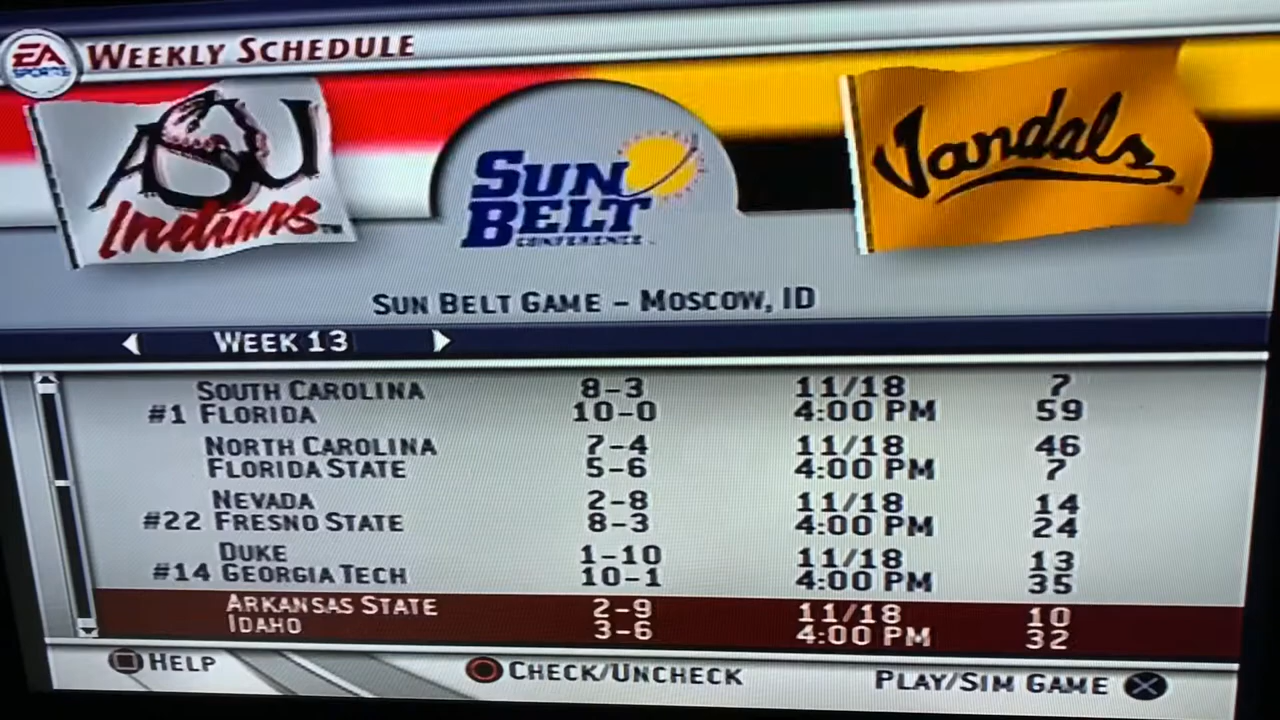 EA
SPORTS
WEEKLY SCHEDULE
ASU
Indians™
SUN
BELT
CONFERENCE
Vandals
SUN BELT GAME – MOSCOW, ID
WEEK 13
SOUTH CAROLINA 8-3 11/18 7
#1 FLORIDA 10-0 4:00 PM 59
NORTH CAROLINA 7-4 11/18 46
FLORIDA STATE 5-6 4:00 PM 7
NEVADA 2-8 11/18 14
#22 FRESNO STATE 8-3 4:00 PM 24
DUKE 1-10 11/18 13
#14 GEORGIA TECH 10-1 4:00 PM 35
ARKANSAS STATE 2-9 11/18 10
IDAHO 3-6 4:00 PM 32
HELP CHECK/UNCHECK PLAY/SIM GAME